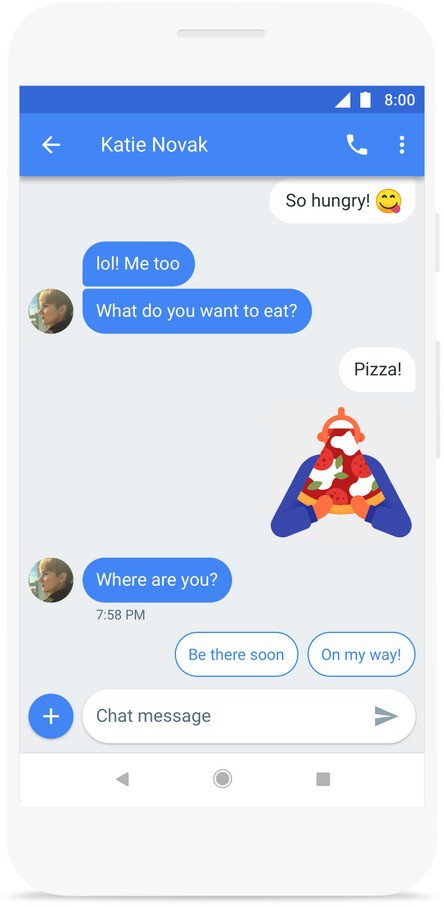 8:00
Katie Novak
So hungry! 😋
lol! Me too
What do you want to eat?
Pizza!
Where are you?
7:58 PM
Be there soon On my way!
Chat message